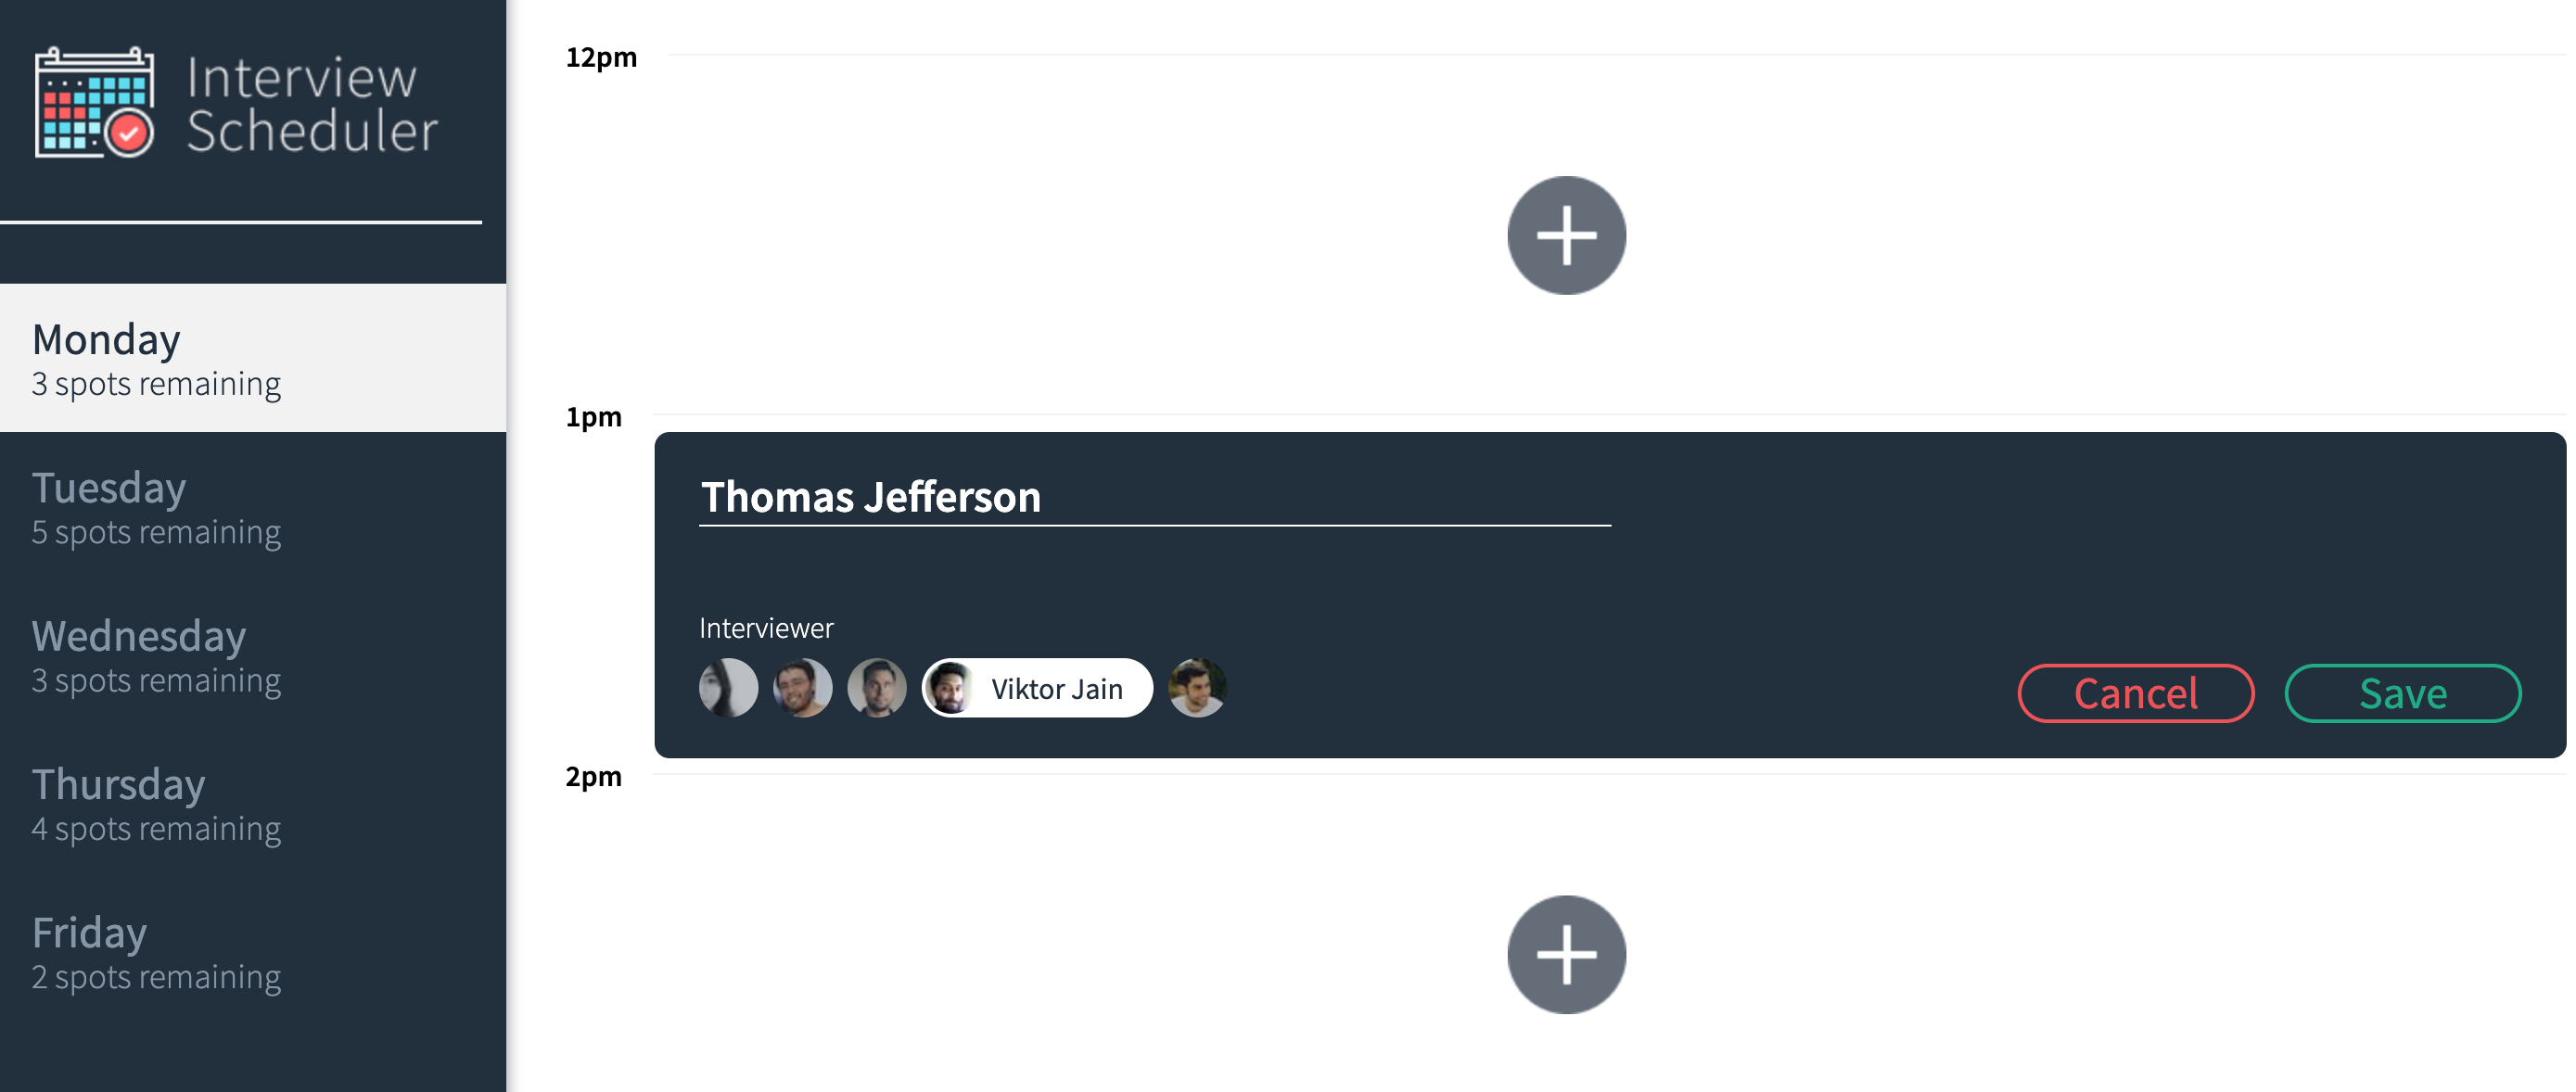 Interview
Scheduler
Monday
3 spots remaining
Tuesday
5 spots remaining
Wednesday
3 spots remaining
Thursday
4 spots remaining
Friday
2 spots remaining
12pm
1pm
Thomas Jefferson
Interviewer
Viktor Jain
Cancel
Save
2pm